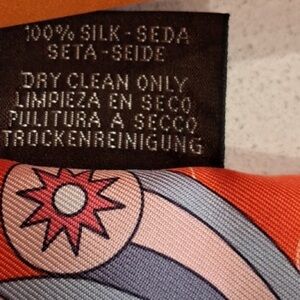 100% SILK - SEDA
SETA - SEIDE
DRY CLEAN ONLY
LIMPIEZA EN SECO
PULITURA A SECCO
TROCKENREINIGUNG